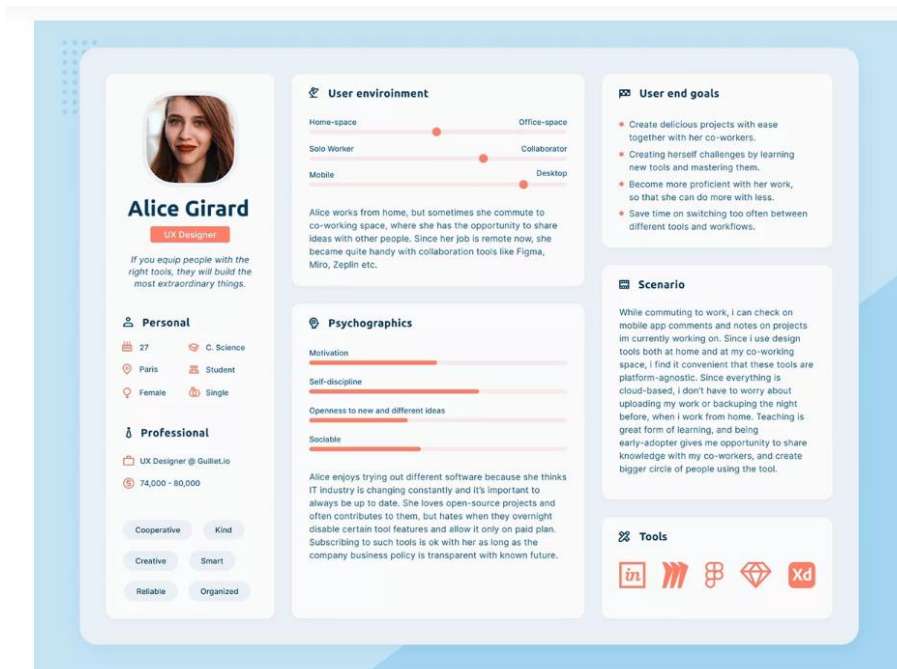 Alice Girard
UX Designer
If you equip people with the
right tools, they will build the
most extraordinary things.
Personal
27
C. Science
Paris
Student
Female
Single
Professional
UX Designer @ Guillet.io
74,000 - 80,000
Cooperative
Kind
Creative
Smart
Reliable
Organized
User enviroinment
Home-space
Office-space
Solo Worker
Collaborator
Mobile
Desktop
Alice works from home, but sometimes she commute to
co-working space, where she has the opportunity to share
ideas with other people. Since her job is remote now, she
became quite handy with collaboration tools like Figma,
Miro, Zeplin etc.
Psychographics
Motivation
Self-discipline
Openness to new and different ideas
Sociable
Alice enjoys trying out different software because she thinks
IT industry is changing constantly and it's important to
always be up to date. She loves open-source projects and
often contributes to them, but hates when they overnight
disable certain tool features and allow it only on paid plan.
Subscribing to such tools is ok with her as long as the
company business policy is transparent with known future.
User end goals
Create delicious projects with ease
together with her co-workers.
Creating herself challenges by learning
new tools and mastering them.
Become more proficient with her work,
so that she can do more with less.
Save time on switching too often between
different tools and workflows.
Scenario
While commuting to work, i can check on
mobile app comments and notes on projects
im currently working on. Since i use design
tools both at home and at my co-working
space, i find it convenient that these tools are
platform-agnostic. Since everything is
cloud-based, i don't have to worry about
uploading my work or backuping the night
before, when i work from home. Teaching is
great form of learning, and being
early-adopter gives me opportunity to share
knowledge with my co-workers, and create
bigger circle of people using the tool.
Tools
in
Xd